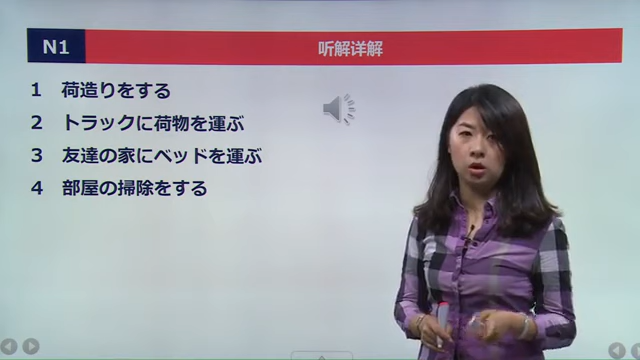 N1 听解详解
1 荷造りをする
2 トラックに荷物を運ぶ
3 友達の家にベッドを運ぶ
4 部屋の掃除をする